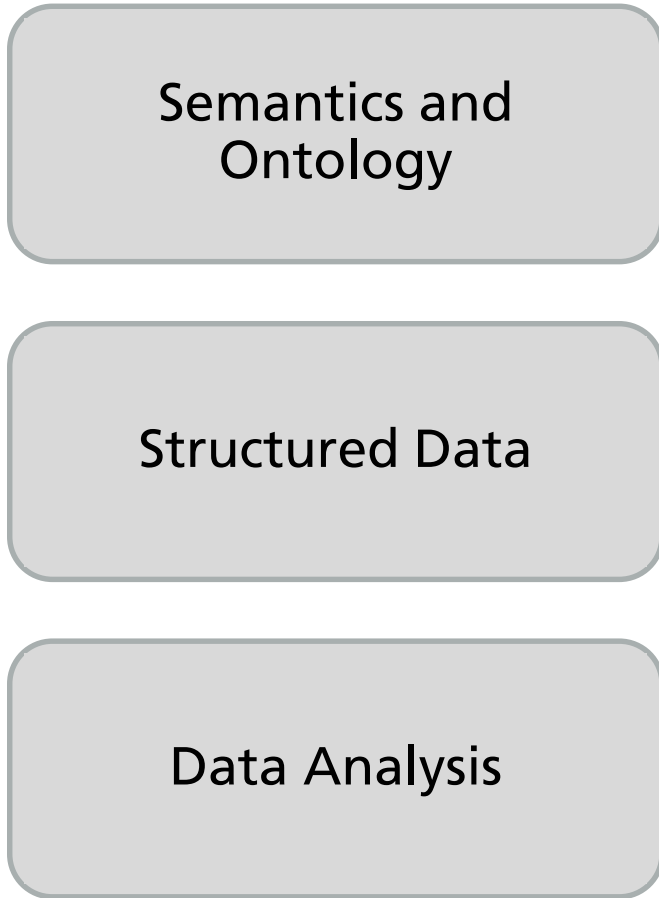 Semantics and
Ontology
Structured Data
Data Analysis